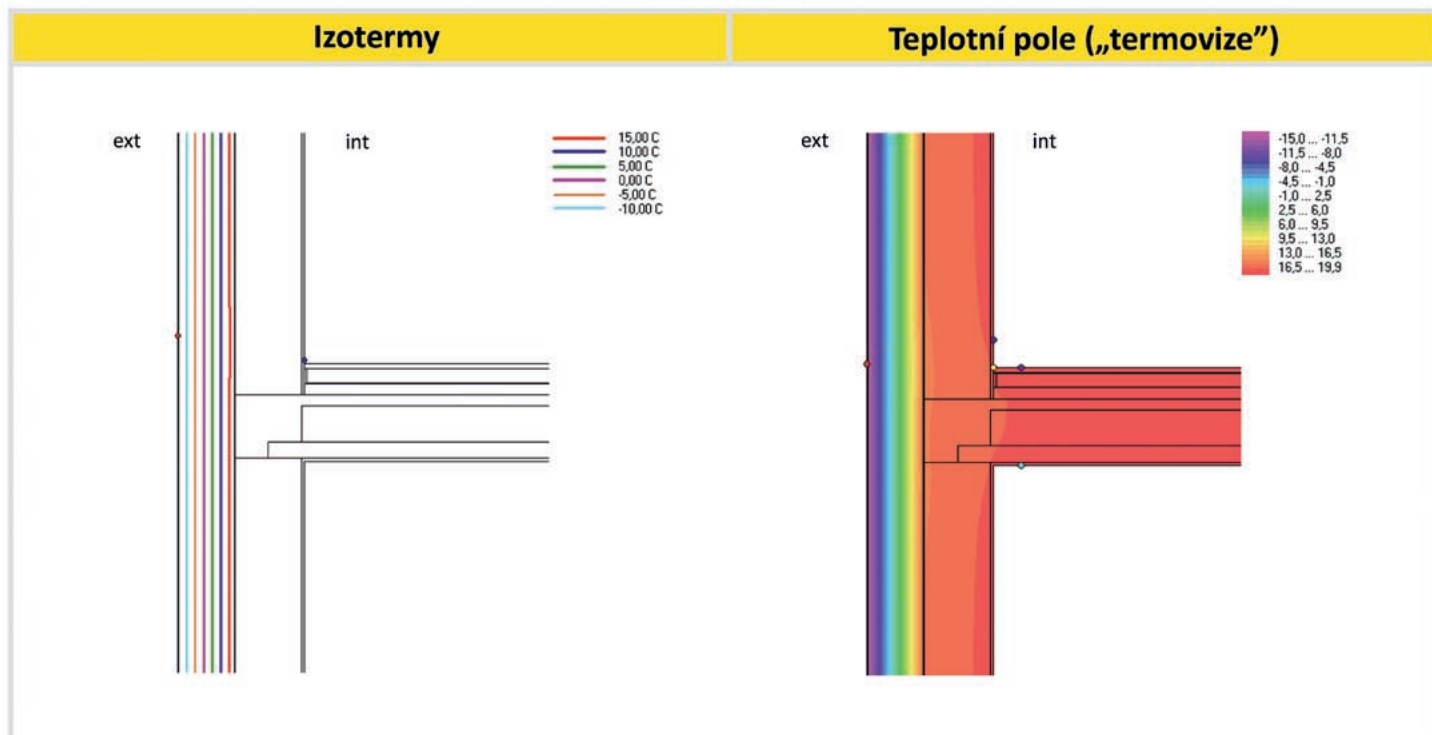 Izotermy
ext
int
15,00 C
10,00 C
5,00 C
0,00 C
-5,00 C
-10,00 C
Teplotní pole („termovize”)
ext
int
-15,0 ... -11,5
-11,5 ... -8,0
-8,0 ... -4,5
-4,5 ... -1,0
-1,0 ... 2,5
2,5 ... 6,0
6,0 ... 9,5
9,5 ... 13,0
13,0 ... 16,5
16,5 ... 19,9